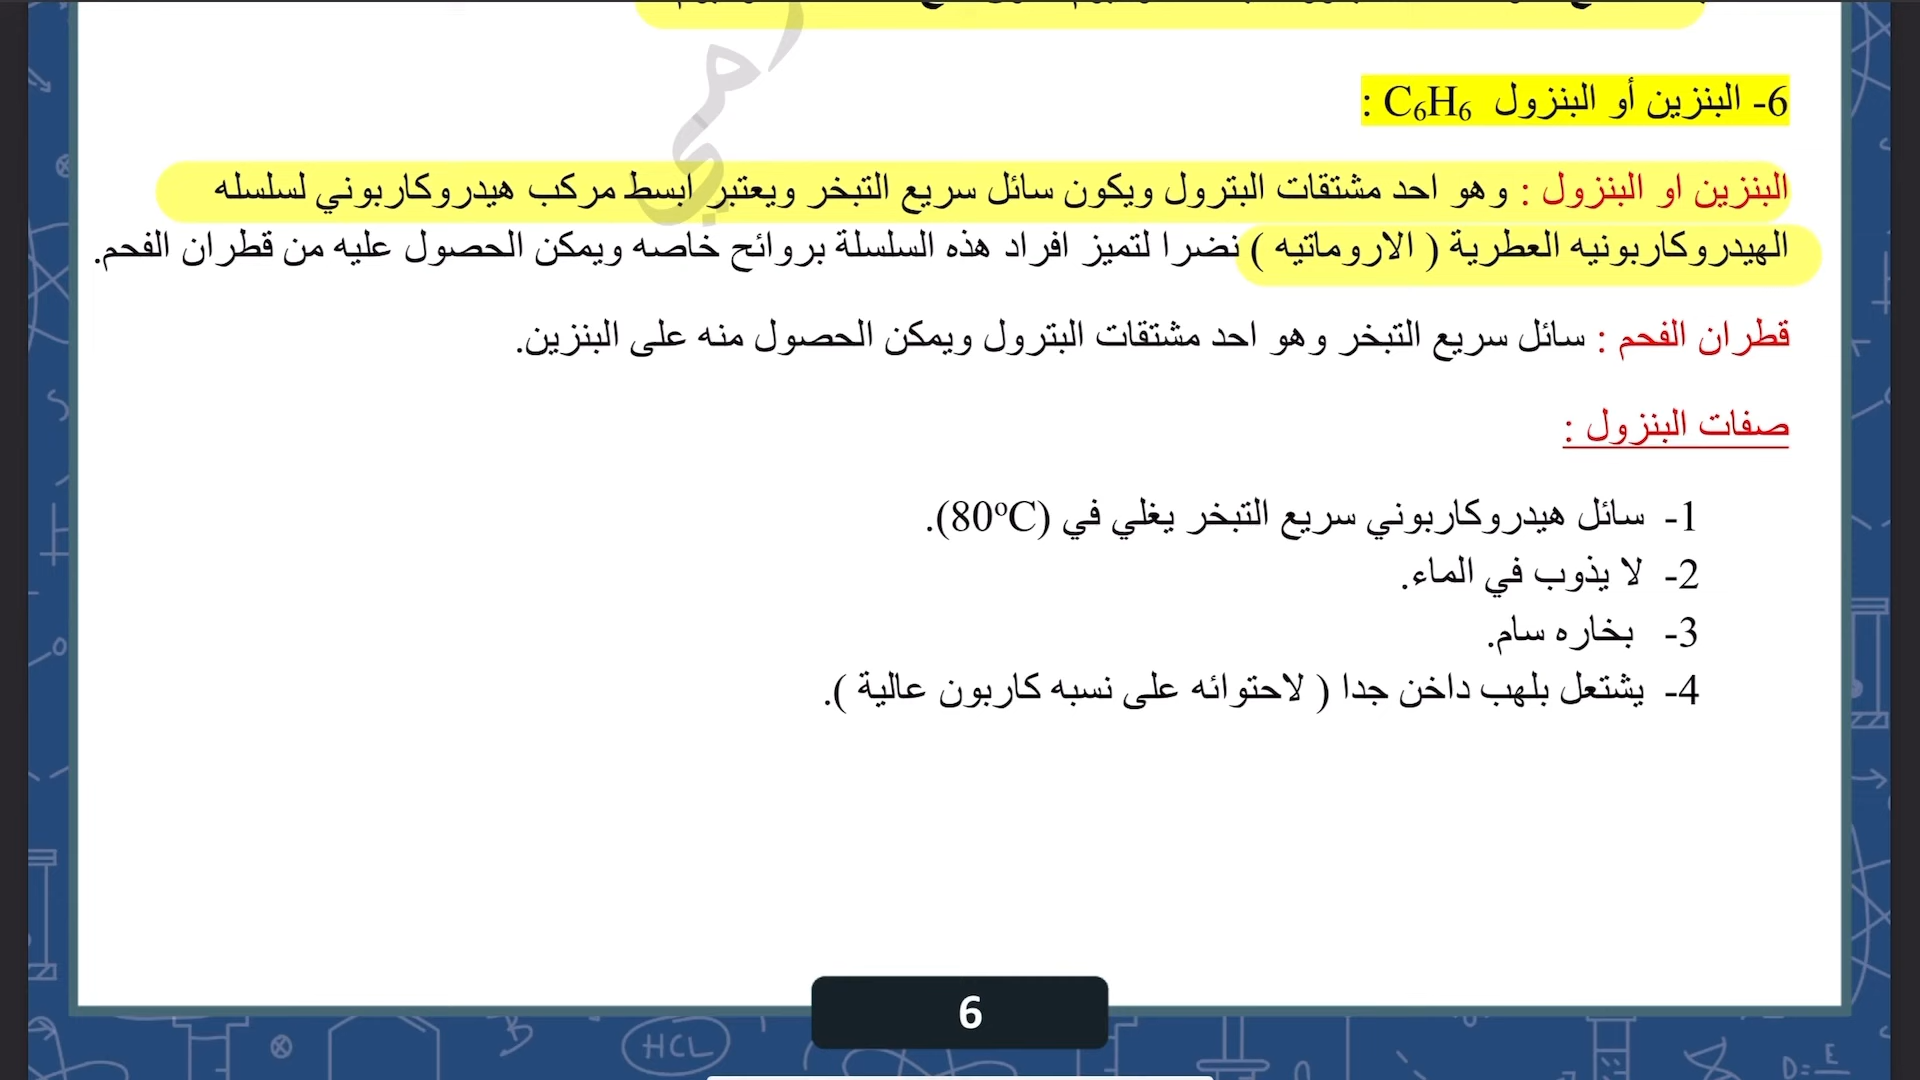 6- البنزين أو البنزول C₆H₆ :
البنزين او البنزول : وهو احد مشتقات البترول ويكون سائل سريع التبخر ويعتبر ابسط مركب هيدروكاربوني لسلسله
الهيدروكاربونيه العطرية ( الاروماتيه ) نضرا لتميز افراد هذه السلسلة بروائح خاصه ويمكن الحصول عليه من قطران الفحم.
قطران الفحم : سائل سريع التبخر وهو احد مشتقات البترول ويمكن الحصول منه على البنزين.
صفات البنزول :
1- سائل هيدروكاربوني سريع التبخر يغلي في (80°C).
2- لا يذوب في الماء.
3- بخاره سام.
4- يشتعل بلهب داخن جدا ( لاحتوائه على نسبه كاربون عالية ).
6
HCL